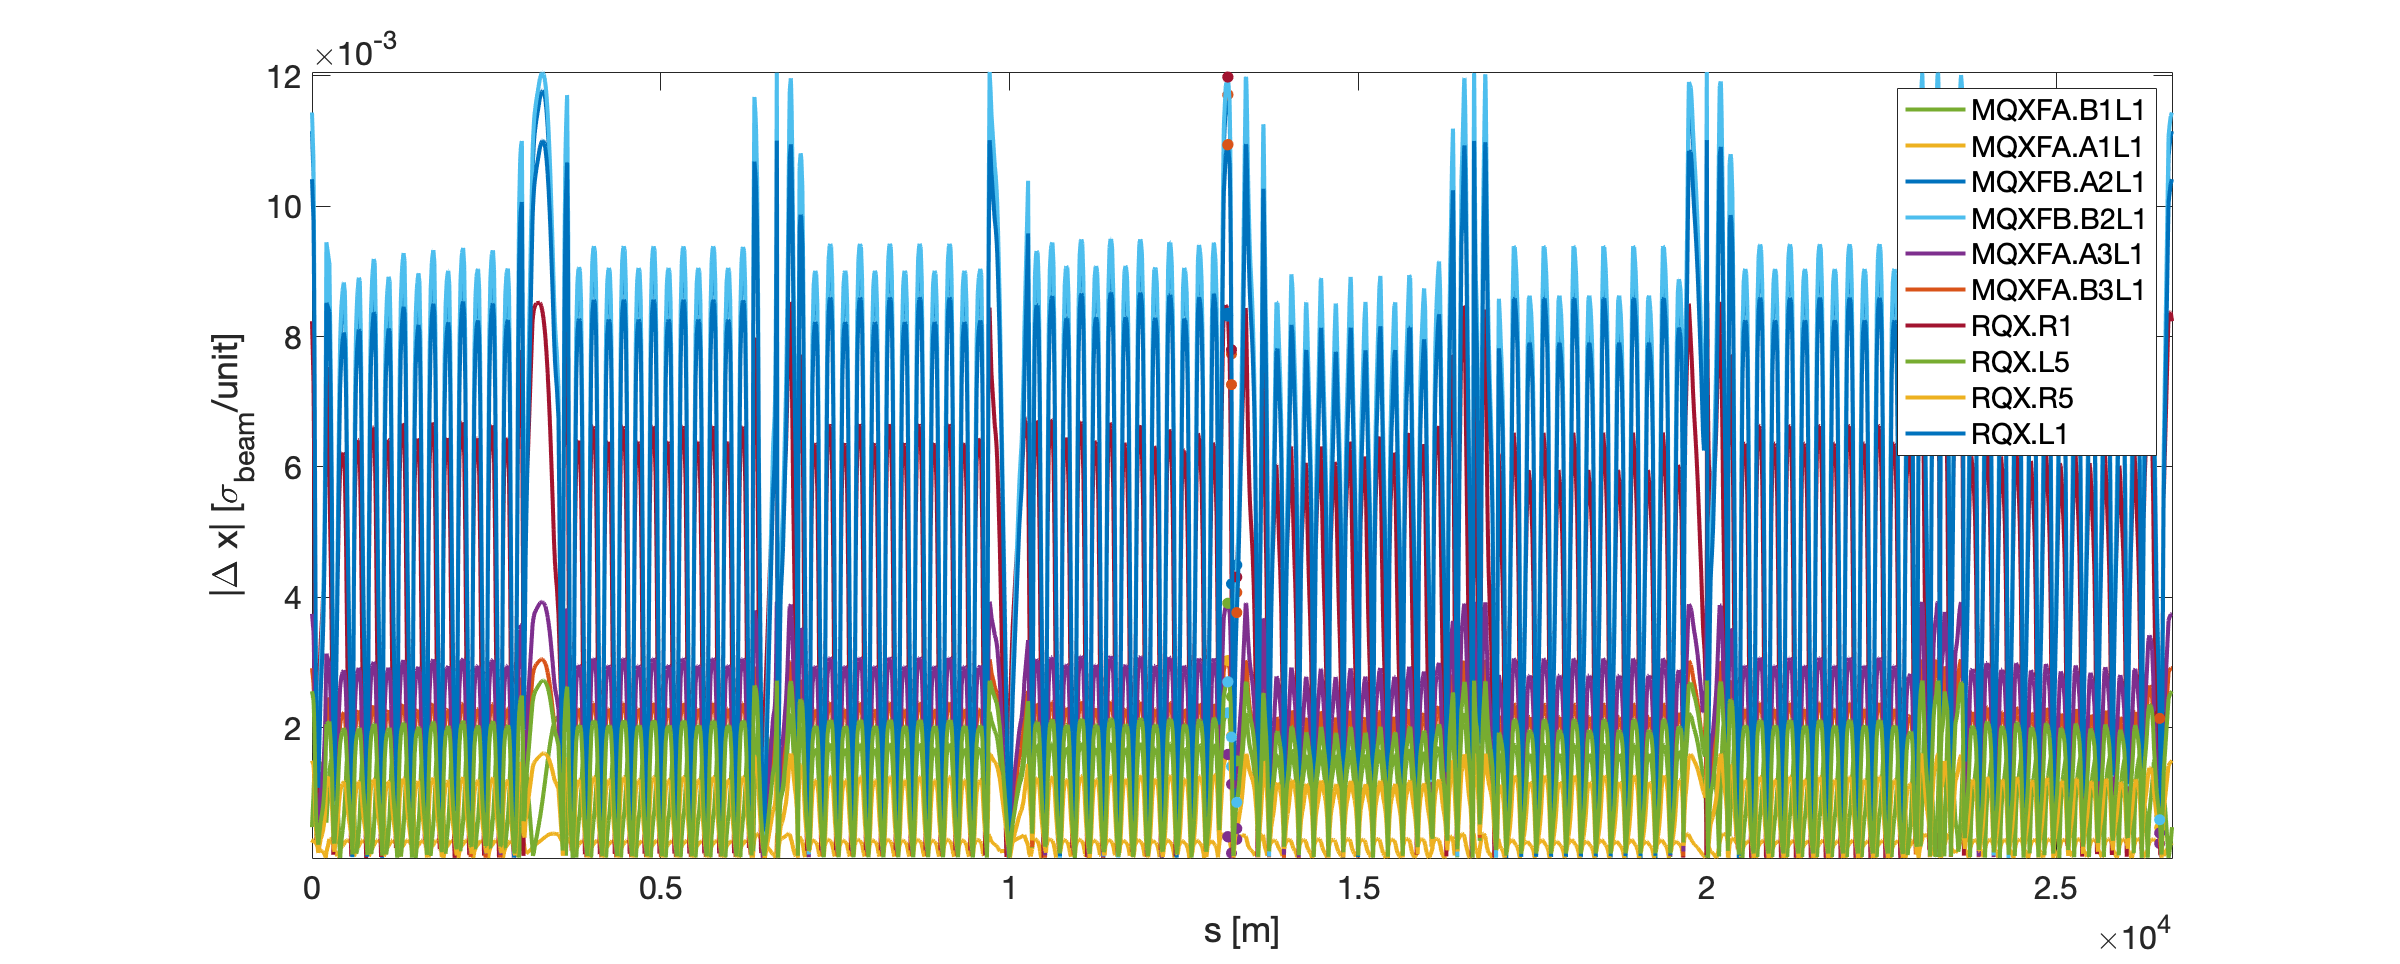 ×10-3
12
10
8
6
4
2
|Δ x| [σbeam/unit]
MQXFA.B1L1
MQXFA.A1L1
MQXFB.A2L1
MQXFB.B2L1
MQXFA.A3L1
MQXFA.B3L1
RQX.R1
RQX.L5
RQX.R5
RQX.L1
0 0.5 1 1.5 2 2.5
s [m]
×104